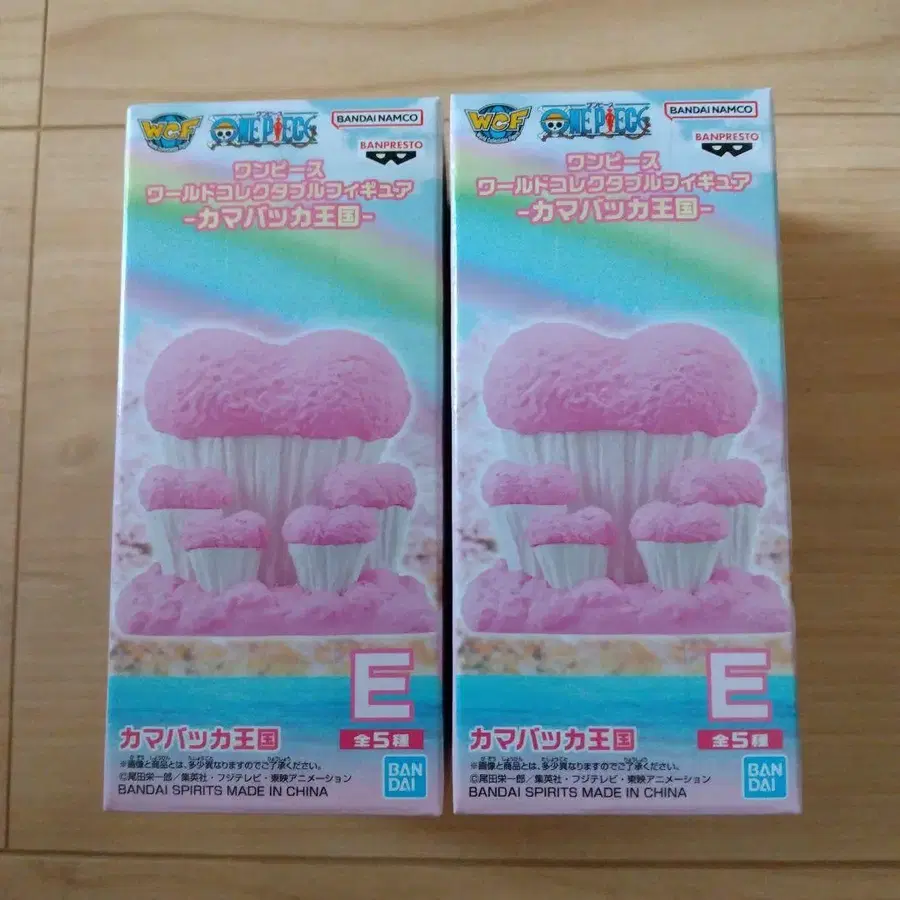 WCF
ONE PIECE
BANDAI NAMCO
BANPRESTO
ワンピース
ワールドコレクタブルフィギュア
-カマバッカ王国-
E
カマバッカ王国
全5種
※画像と商品とは、多少異なりますのでご了承ください。
©尾田栄一郎/集英社・フジテレビ・東映アニメーション
BANDAI SPIRITS MADE IN CHINA
BAN
DAI
WCF
ONE PIECE
BANDAI NAMCO
BANPRESTO
ワンピース
ワールドコレクタブルフィギュア
-カマバッカ王国-
E
カマバッカ王国
全5種
※画像と商品とは、多少異なりますのでご了承ください。
©尾田栄一郎/集英社・フジテレビ・東映アニメーション
BANDAI SPIRITS MADE IN CHINA
BAN
DAI